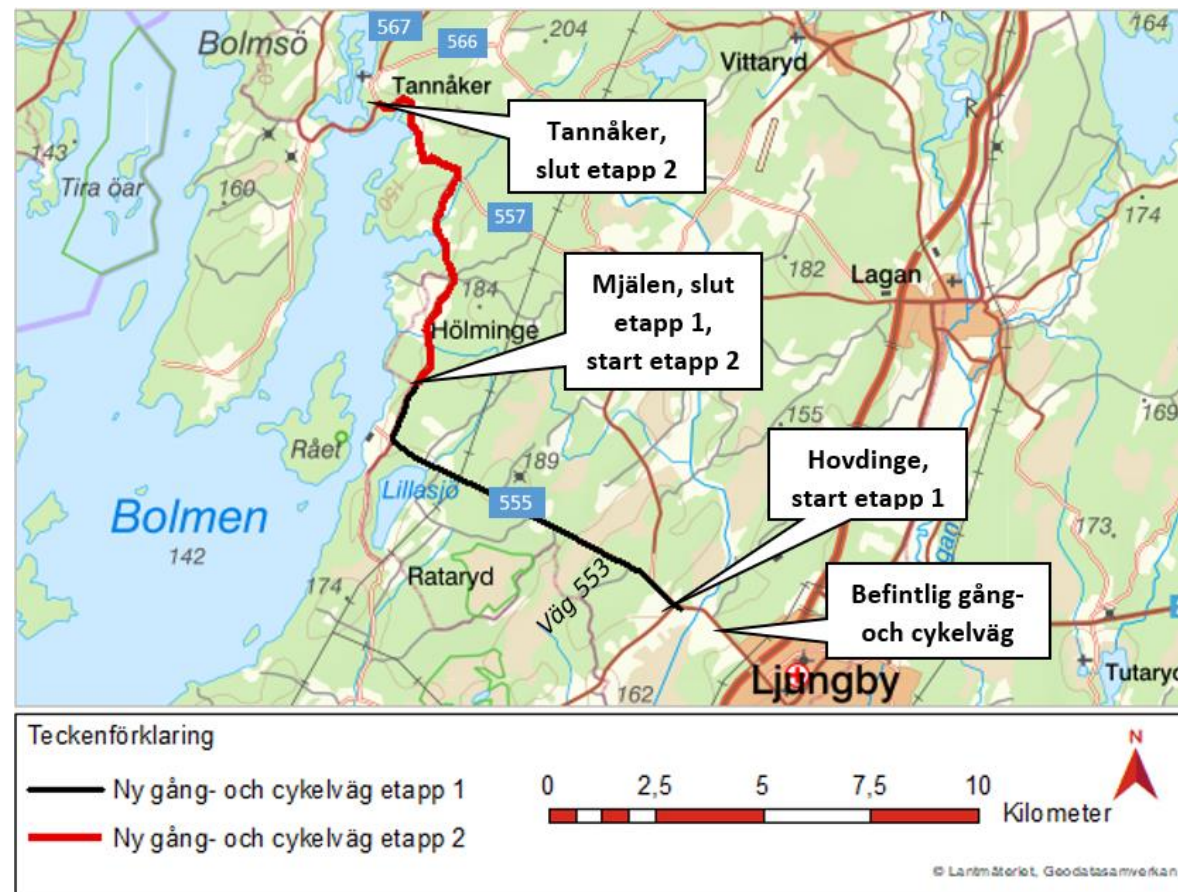 567
566
204
164
Bolmsö
Vittaryd
Tannåker
50
Tannåker,
slut etapp 2
143
Tira öar
160
150
557
174
182
Lagan
Mjälen, slut
etapp 1,
start etapp 2
184
Hölminge
155
169
Rået
189
Hovdinge,
start etapp 1
Lillasjö
555
Bolmen
142
173
174
Rataryd
Väg 553
Befintlig gång-
och cykelväg
162
Ljungby
Tutaryd
Teckenförklaring
Ny gång- och cykelväg etapp 1
Ny gång- och cykelväg etapp 2
0 2,5 5 7,5 10
Kilometer
N
© Lantmäteriet, Geodatasamverkan